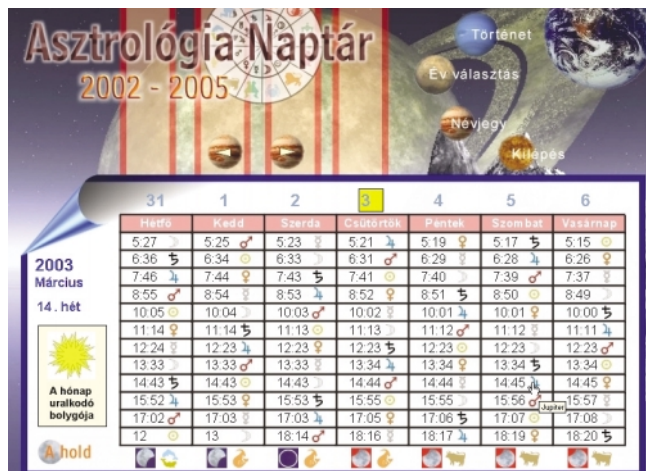 Asztrológia Naptár
2002 - 2005
Történet
Év választás
Névjegy
Kilépés
31 1 2 3 4 5 6
Hétfő Kedd Szerda Csütörtök Péntek Szombat Vasárnap
5:27 ☽ 5:25 ♂ 5:23 ☿ 5:21 ♃ 5:19 ♀ 5:17 ♄ 5:15 ☉
6:36 ♄ 6:34 ☉ 6:33 ☽ 6:31 ♂ 6:29 ☿ 6:28 ♃ 6:26 ♀
7:46 ♃ 7:44 ♀ 7:43 ♄ 7:41 ☉ 7:40 ☽ 7:39 ♂ 7:37 ☿
8:55 ♂ 8:54 ☿ 8:53 ♃ 8:52 ♀ 8:51 ♄ 8:50 ☉ 8:49 ☽
10:05 ☉ 10:04 ☽ 10:03 ♂ 10:02 ☿ 10:01 ♃ 10:01 ♀ 10:00 ♄
11:14 ♀ 11:14 ♄ 11:13 ☉ 11:13 ☽ 11:12 ♂ 11:12 ☿ 11:11 ♃
12:24 ☿ 12:23 ♃ 12:23 ♀ 12:23 ♄ 12:23 ☉ 12:23 ☽ 12:23 ♂
13:33 ☽ 13:33 ♂ 13:33 ☿ 13:34 ♃ 13:34 ♀ 13:34 ♄ 13:34 ☉
14:43 ♄ 14:43 ☉ 14:43 ☽ 14:44 ♂ 14:44 ☿ 14:45 ♃ 14:45 ♀
15:52 ♃ 15:53 ♀ 15:53 ♄ 15:55 ☉ 15:55 ☽ 15:56 ♂ 15:57 ☿
Jupiter
17:02 ♂ 17:03 ☿ 17:03 ♃ 17:05 ♀ 17:06 ♄ 17:07 ☉ 17:08 ☽
12 ☉ 13 ☽ 18:14 ♂ 18:16 ☿ 18:17 ♃ 18:19 ♀ 18:20 ♄
2003
Március
14. hét
A hónap
uralkodó
bolygója
A hold